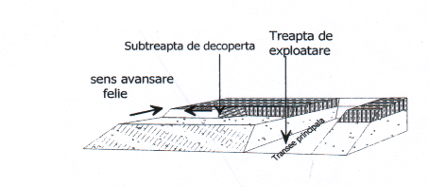 Treapta de
exploatare
Subtreapta de decoperta
sens avansare
felie
Transee principala